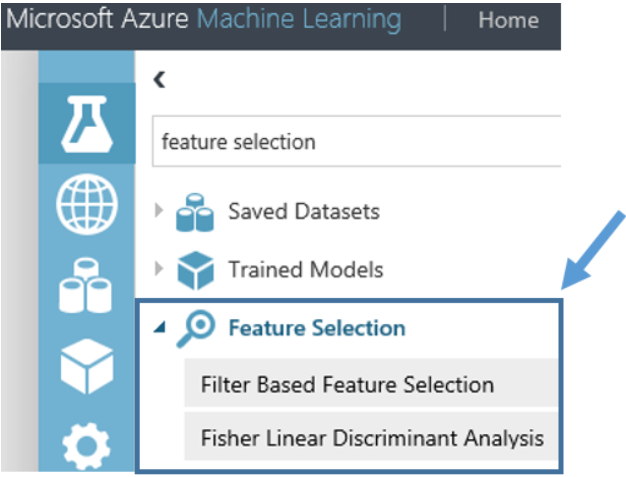 Microsoft Azure Machine Learning | Home
feature selection
Saved Datasets
Trained Models
Feature Selection
Filter Based Feature Selection
Fisher Linear Discriminant Analysis